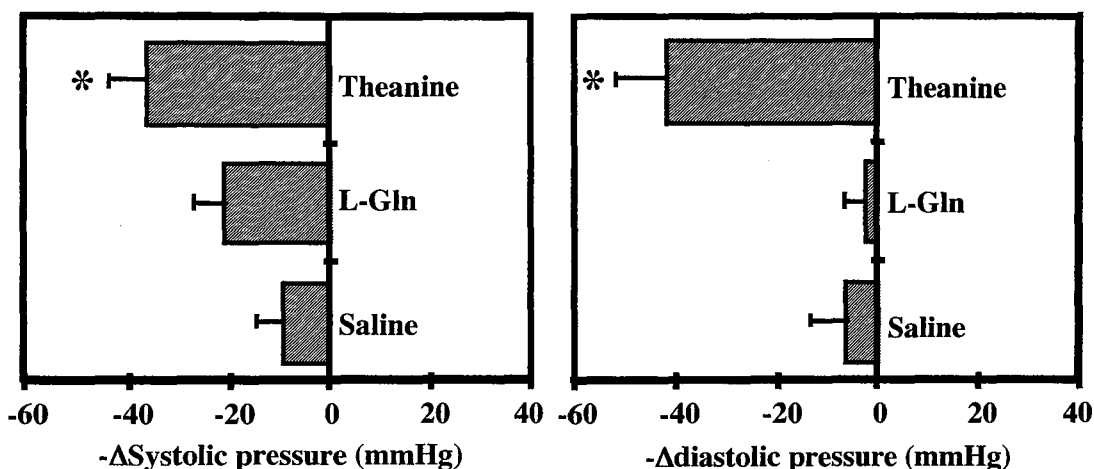 * Theanine
L-Gln
Saline
-60 -40 -20 0 20 40
-ΔSystolic pressure (mmHg)
* Theanine
L-Gln
Saline
-60 -40 -20 0 20 40
-Δdiastolic pressure (mmHg)